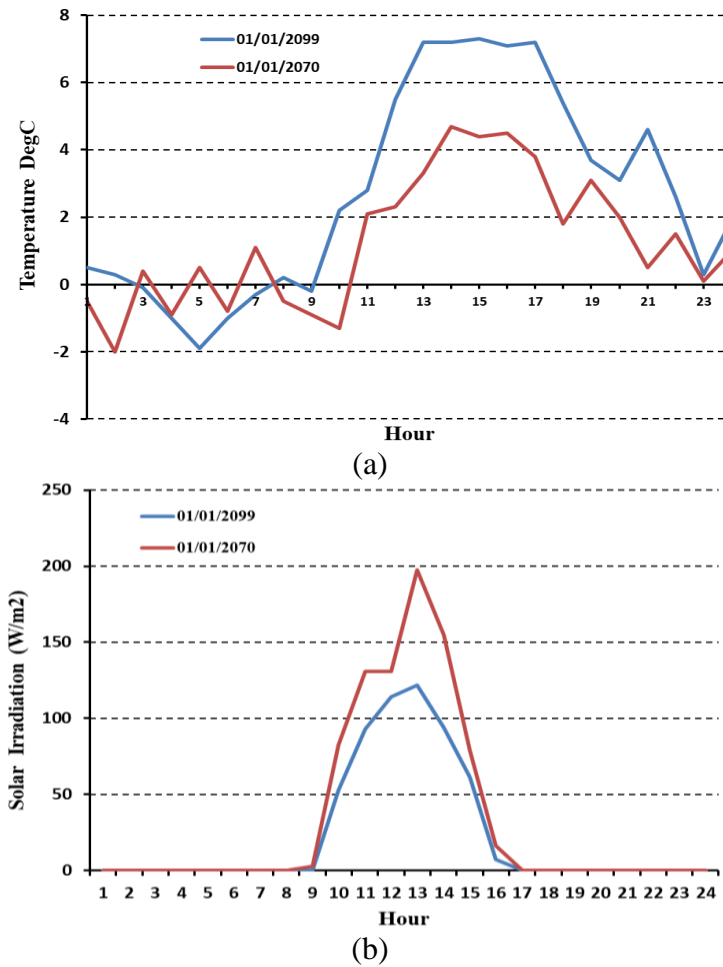 8
01/01/2099
01/01/2070
6
4
2
0
-2
-4
Temperature DegC
3 5 7 9 11 13 15 17 19 21 23
Hour
(a)
250
01/01/2099
01/01/2070
200
150
100
50
0
Solar Irradiation (W/m2)
1 2 3 4 5 6 7 8 9 10 11 12 13 14 15 16 17 18 19 20 21 22 23 24
Hour
(b)